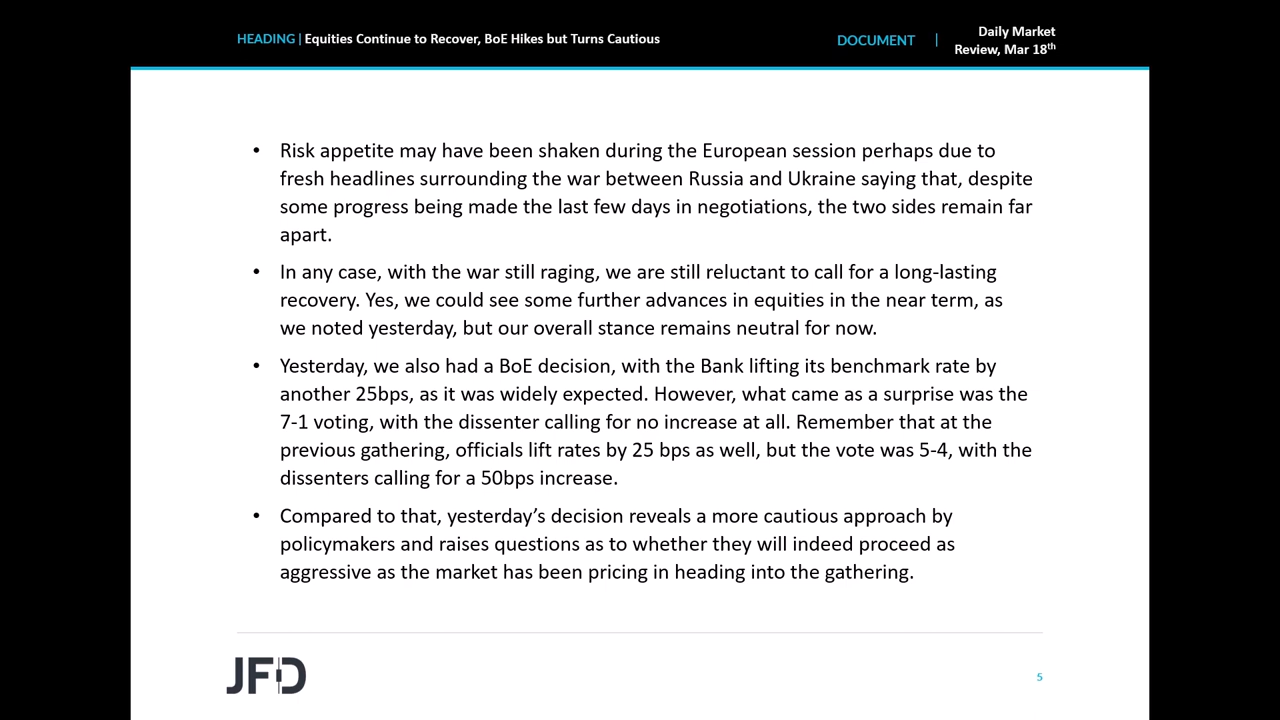 HEADING | Equities Continue to Recover, BoE Hikes but Turns Cautious
DOCUMENT |
Daily Market
Review, Mar 18th
• Risk appetite may have been shaken during the European session perhaps due to
fresh headlines surrounding the war between Russia and Ukraine saying that, despite
some progress being made the last few days in negotiations, the two sides remain far
apart.
• In any case, with the war still raging, we are still reluctant to call for a long-lasting
recovery. Yes, we could see some further advances in equities in the near term, as
we noted yesterday, but our overall stance remains neutral for now.
• Yesterday, we also had a BoE decision, with the Bank lifting its benchmark rate by
another 25bps, as it was widely expected. However, what came as a surprise was the
7-1 voting, with the dissenter calling for no increase at all. Remember that at the
previous gathering, officials lift rates by 25 bps as well, but the vote was 5-4, with the
dissenters calling for a 50bps increase.
• Compared to that, yesterday’s decision reveals a more cautious approach by
policymakers and raises questions as to whether they will indeed proceed as
aggressive as the market has been pricing in heading into the gathering.
JFD
5